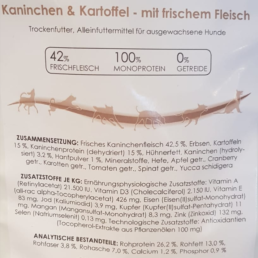 Kaninchen & Kartoffel - mit frischem Fleisch
Trockenfutter, Alleinfuttermittel für ausgewachsene Hunde
42% 100% 0%
FRISCHFLEISCH MONOPROTEIN GETREIDE
ZUSAMMENSETZUNG: Frisches Kaninchenfleisch 42,5 %, Erbsen, Kartoffeln
15 %, Kaninchenprotein (dehydriert) 15 %, Hühnerfett, Kaninchen (hydroly-
siert) 3,2 %, Hanfpulver 1 %, Mineralstoffe, Hefe, Apfel getr., Cranberry
getr., Karotten getr., Tomaten getr., Spinat getr., Yucca schidigera
ZUSATZSTOFFE JE KG: Ernährungsphysiologische Zusatzstoffe: Vitamin A
(Retinylacetat) 21.500 IU, Vitamin D3 (Cholecalciferol) 2.150 IE, Vitamin E
(all rac alpha-Tocopherylacetat) 426 mg, Eisen (Eisen(II)sulfat-Monohydrat)
85 mg, Jod (Kaliumiodid) 3,9 mg, Kupfer (Kupfer(II)sulfat-Pentahydrat) 11
mg, Mangan (Mangan(II)sulfat-Monohydrat) 8,3 mg, Zink (Zinkoxid) 132 mg,
Selen (Natriumselenit) 0,13 mg, Technologische Zusatzstoffe: Antioxidantien
(Tocopherolextrakte aus Pflanzenölen 100 mg)
ANALYTISCHE BESTANDTEILE: Rohprotein 26,2 %, Rohfett 13,0 %,
Rohfaser 3,8 %, Rohasche 7,0 %, Calcium 1,2 %, Phosphor 0,9 %